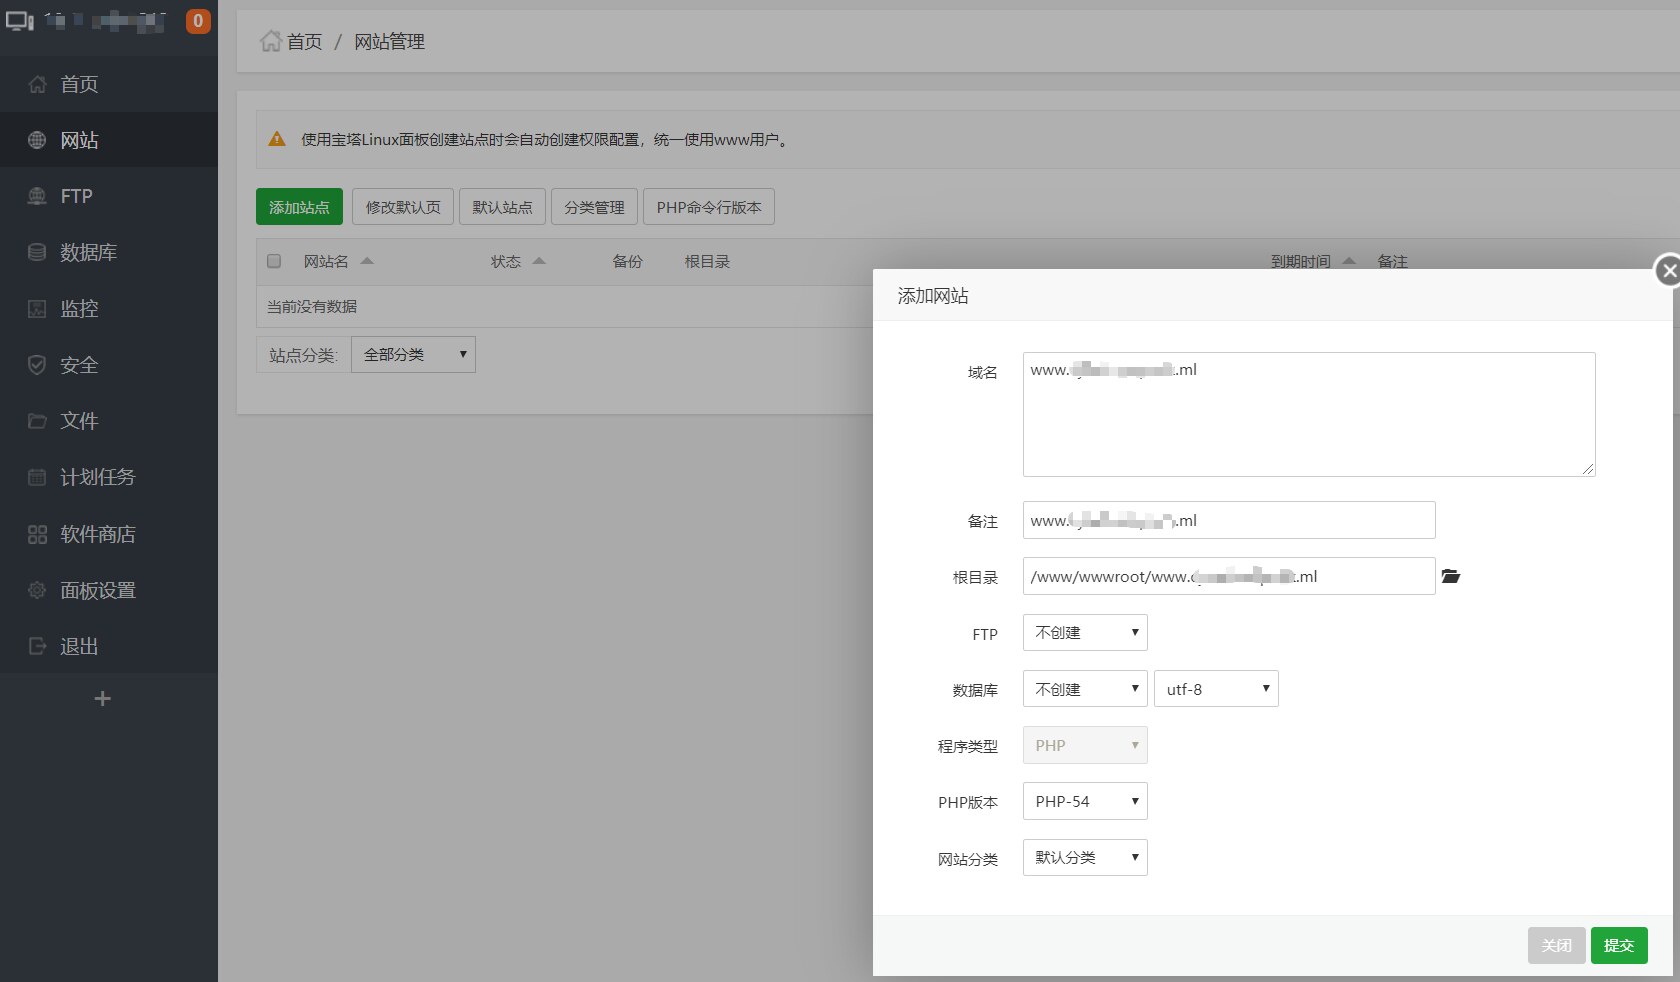 0
首页
网站
FTP
数据库
监控
安全
文件
计划任务
软件商店
面板设置
退出
+
首页 / 网站管理
使用宝塔Linux面板创建站点时会自动创建权限配置，统一使用www用户。
添加站点 修改默认页 默认站点 分类管理 PHP命令行版本
网站名 状态 备份 根目录 到期时间 备注
当前没有数据
站点分类: 全部分类
添加网站
域名 www. .ml
备注 www. .ml
根目录 /www/wwwroot/www. .ml
FTP 不创建
数据库 不创建 utf-8
程序类型 PHP
PHP版本 PHP-54
网站分类 默认分类
关闭 提交